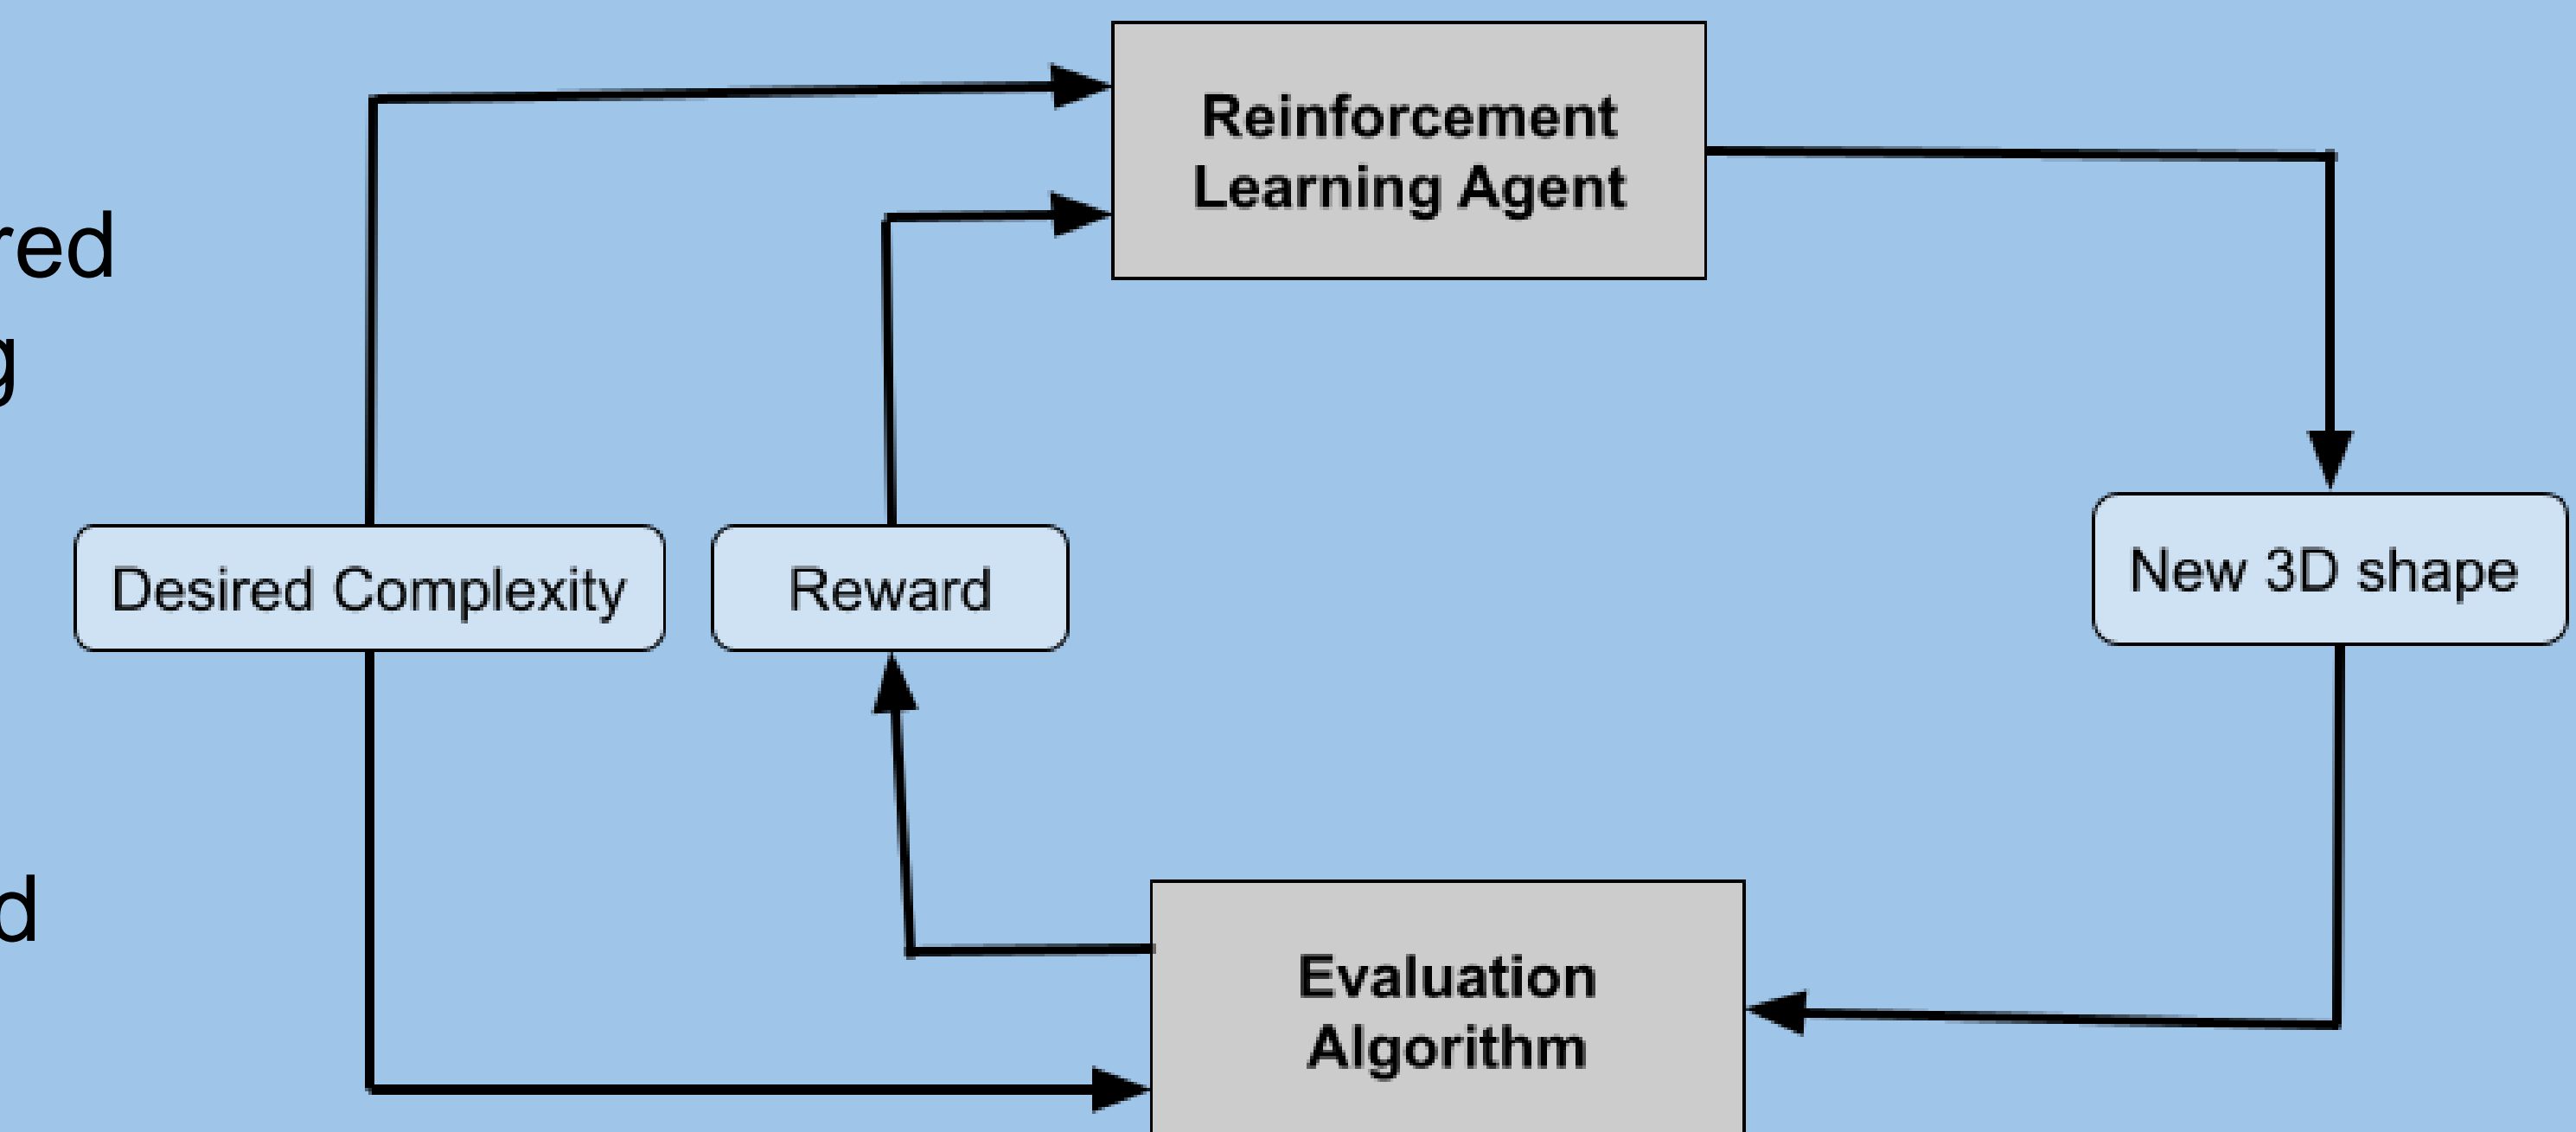 Reinforcement
Learning Agent
Desired Complexity
Reward
New 3D shape
Evaluation
Algorithm